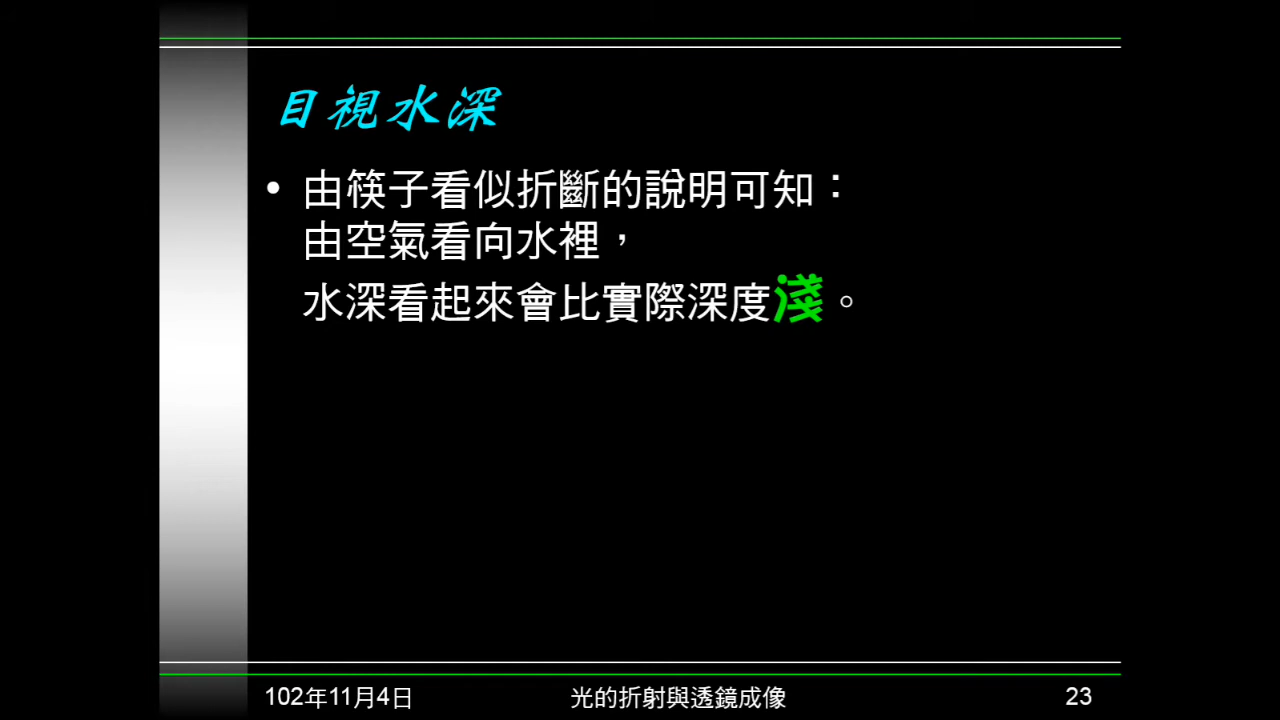 目視水深
• 由筷子看似折斷的說明可知：
由空氣看向水裡，
水深看起來會比實際深度淺。
102年11月4日
光的折射與透鏡成像
23